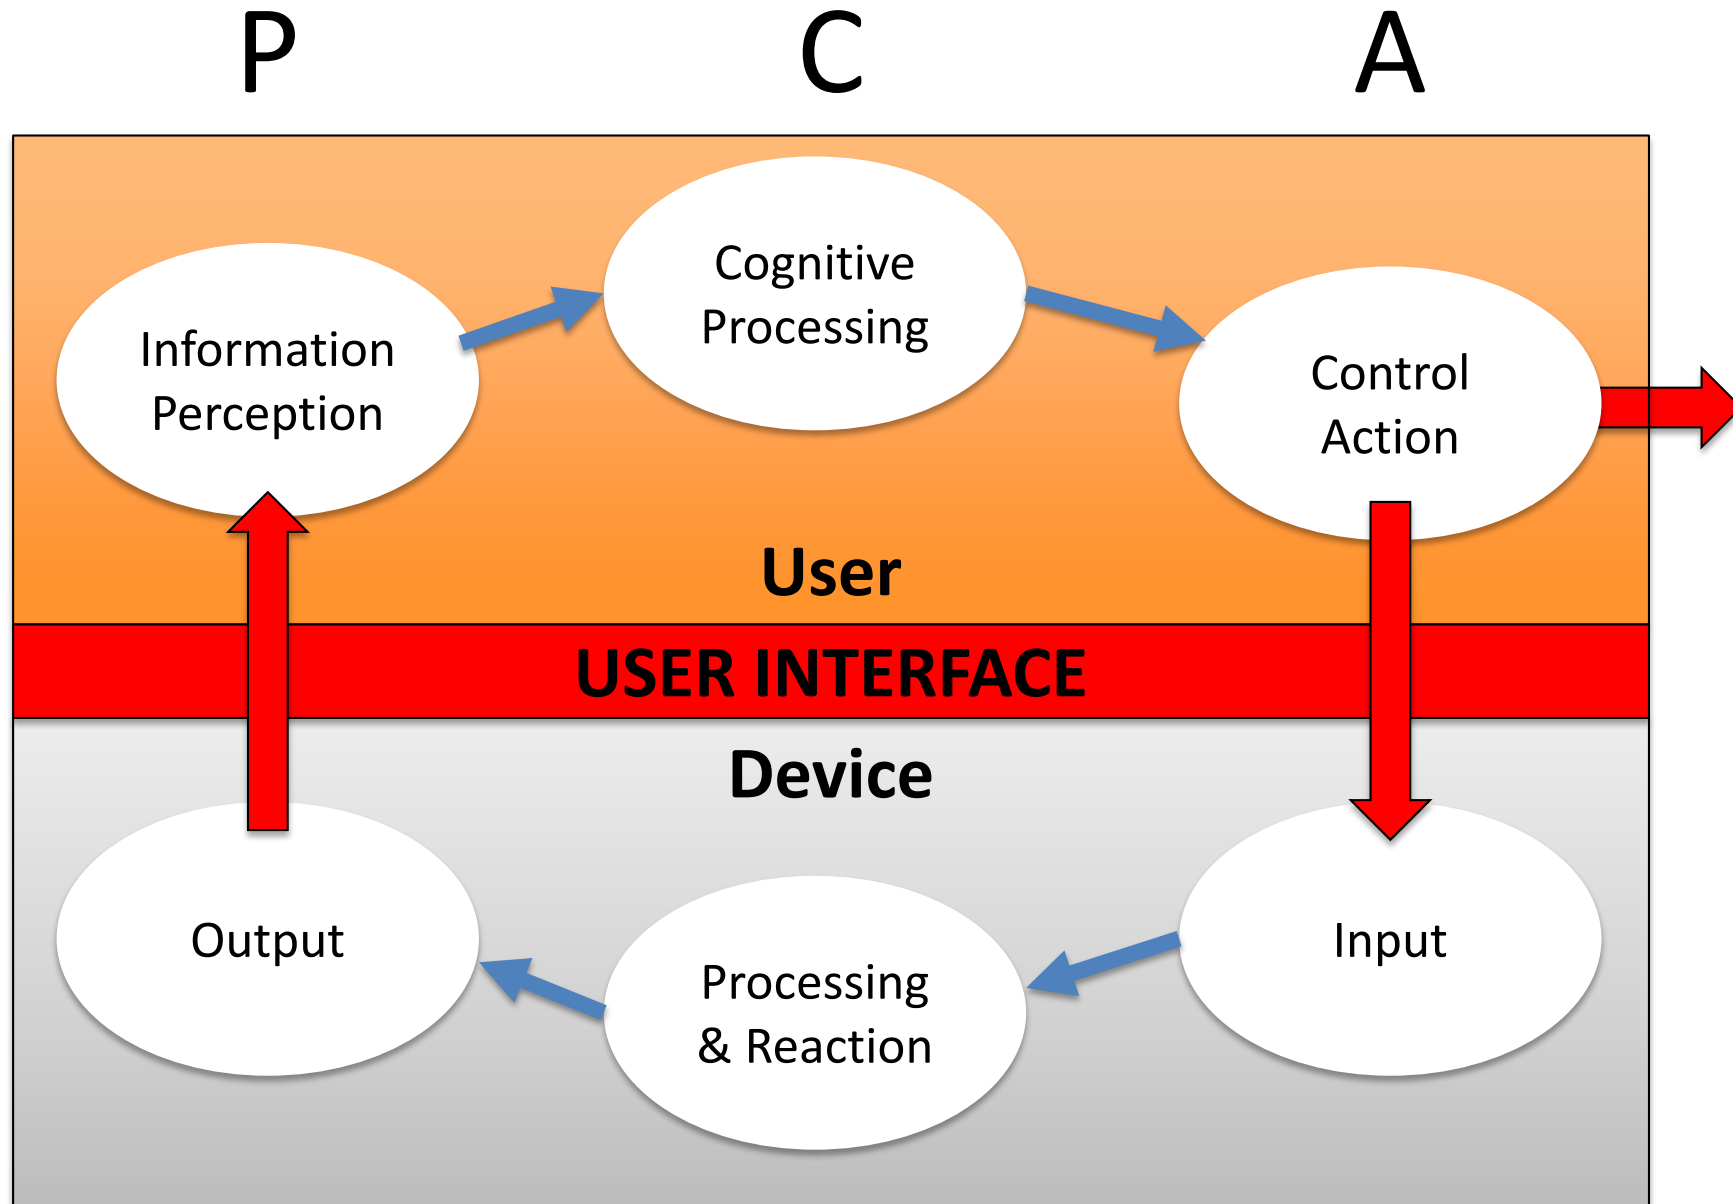 P C A
Information
Perception
Cognitive
Processing
Control
Action
User
USER INTERFACE
Device
Output
Processing
& Reaction
Input